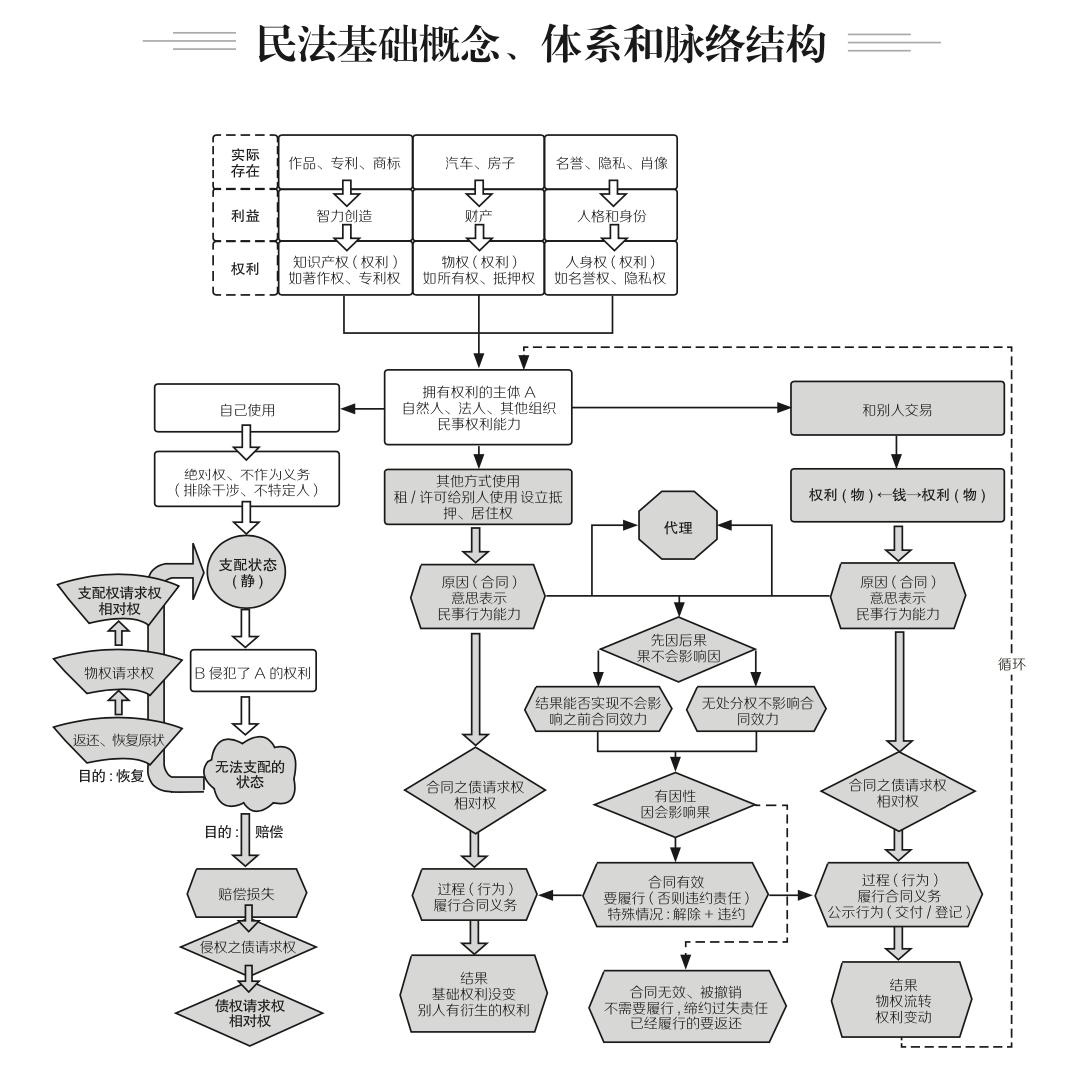 民法基础概念、体系和脉络结构
实际
存在
作品、专利、商标
汽车、房子
名誉、隐私、肖像
利益
智力创造
财产
人格和身份
权利
知识产权(权利)
如著作权、专利权
物权(权利)
如所有权、抵押权
人身权(权利)
如名誉权、隐私权
自己使用
拥有权利的主体 A
自然人、法人、其他组织
民事权利能力
和别人交易
绝对权、不作为义务
(排除干涉、不特定人)
其他方式使用
租 / 许可给别人使用 设立抵
押、居住权
权利(物)←钱→权利(物)
代理
支配状态
(静)
支配权请求权
相对权
原因(合同)
意思表示
民事行为能力
原因(合同)
意思表示
民事行为能力
先因后果
果不会影响因
循环
物权请求权
B 侵犯了 A 的权利
结果能否实现不会影
响之前合同效力
无处分权不影响合
同效力
返还、恢复原状
目的:恢复
无法支配的
状态
合同之债请求权
相对权
有因性
因会影响果
合同之债请求权
相对权
目的:
赔偿
赔偿损失
过程(行为)
履行合同义务
合同有效
要履行(否则违约责任)
特殊情况:解除 + 违约
过程(行为)
履行合同义务
公示行为(交付 / 登记)
侵权之债请求权
债权请求权
相对权
结果
基础权利没变
别人有衍生的权利
合同无效、被撤销
不需要履行,缔约过失责任
已经履行的要返还
结果
物权流转
权利变动